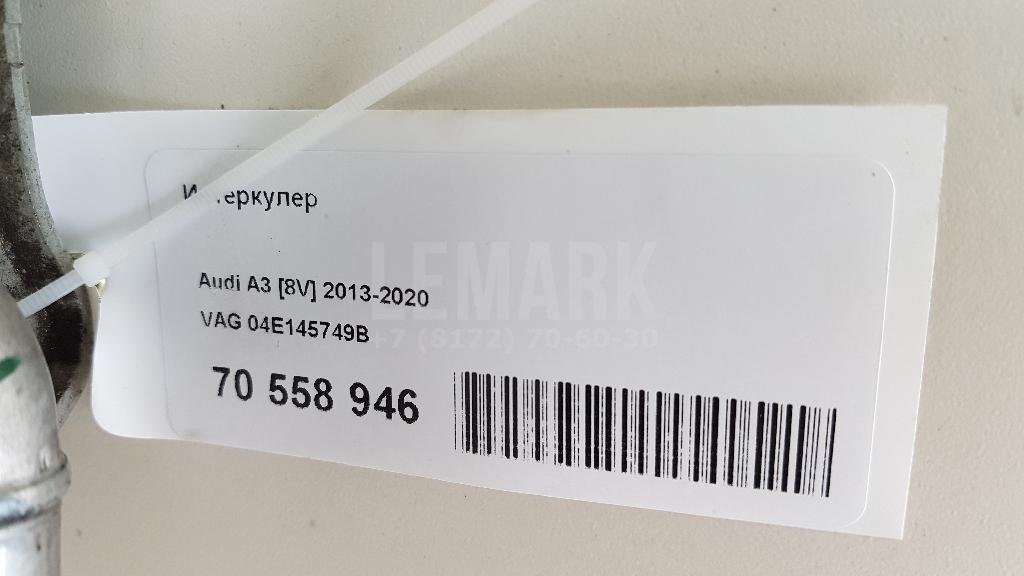 Интеркулер
Audi A3 [8V] 2013-2020
VAG 04E145749B
70 558 946
LEMARK
+7 (8172) 70-60-30